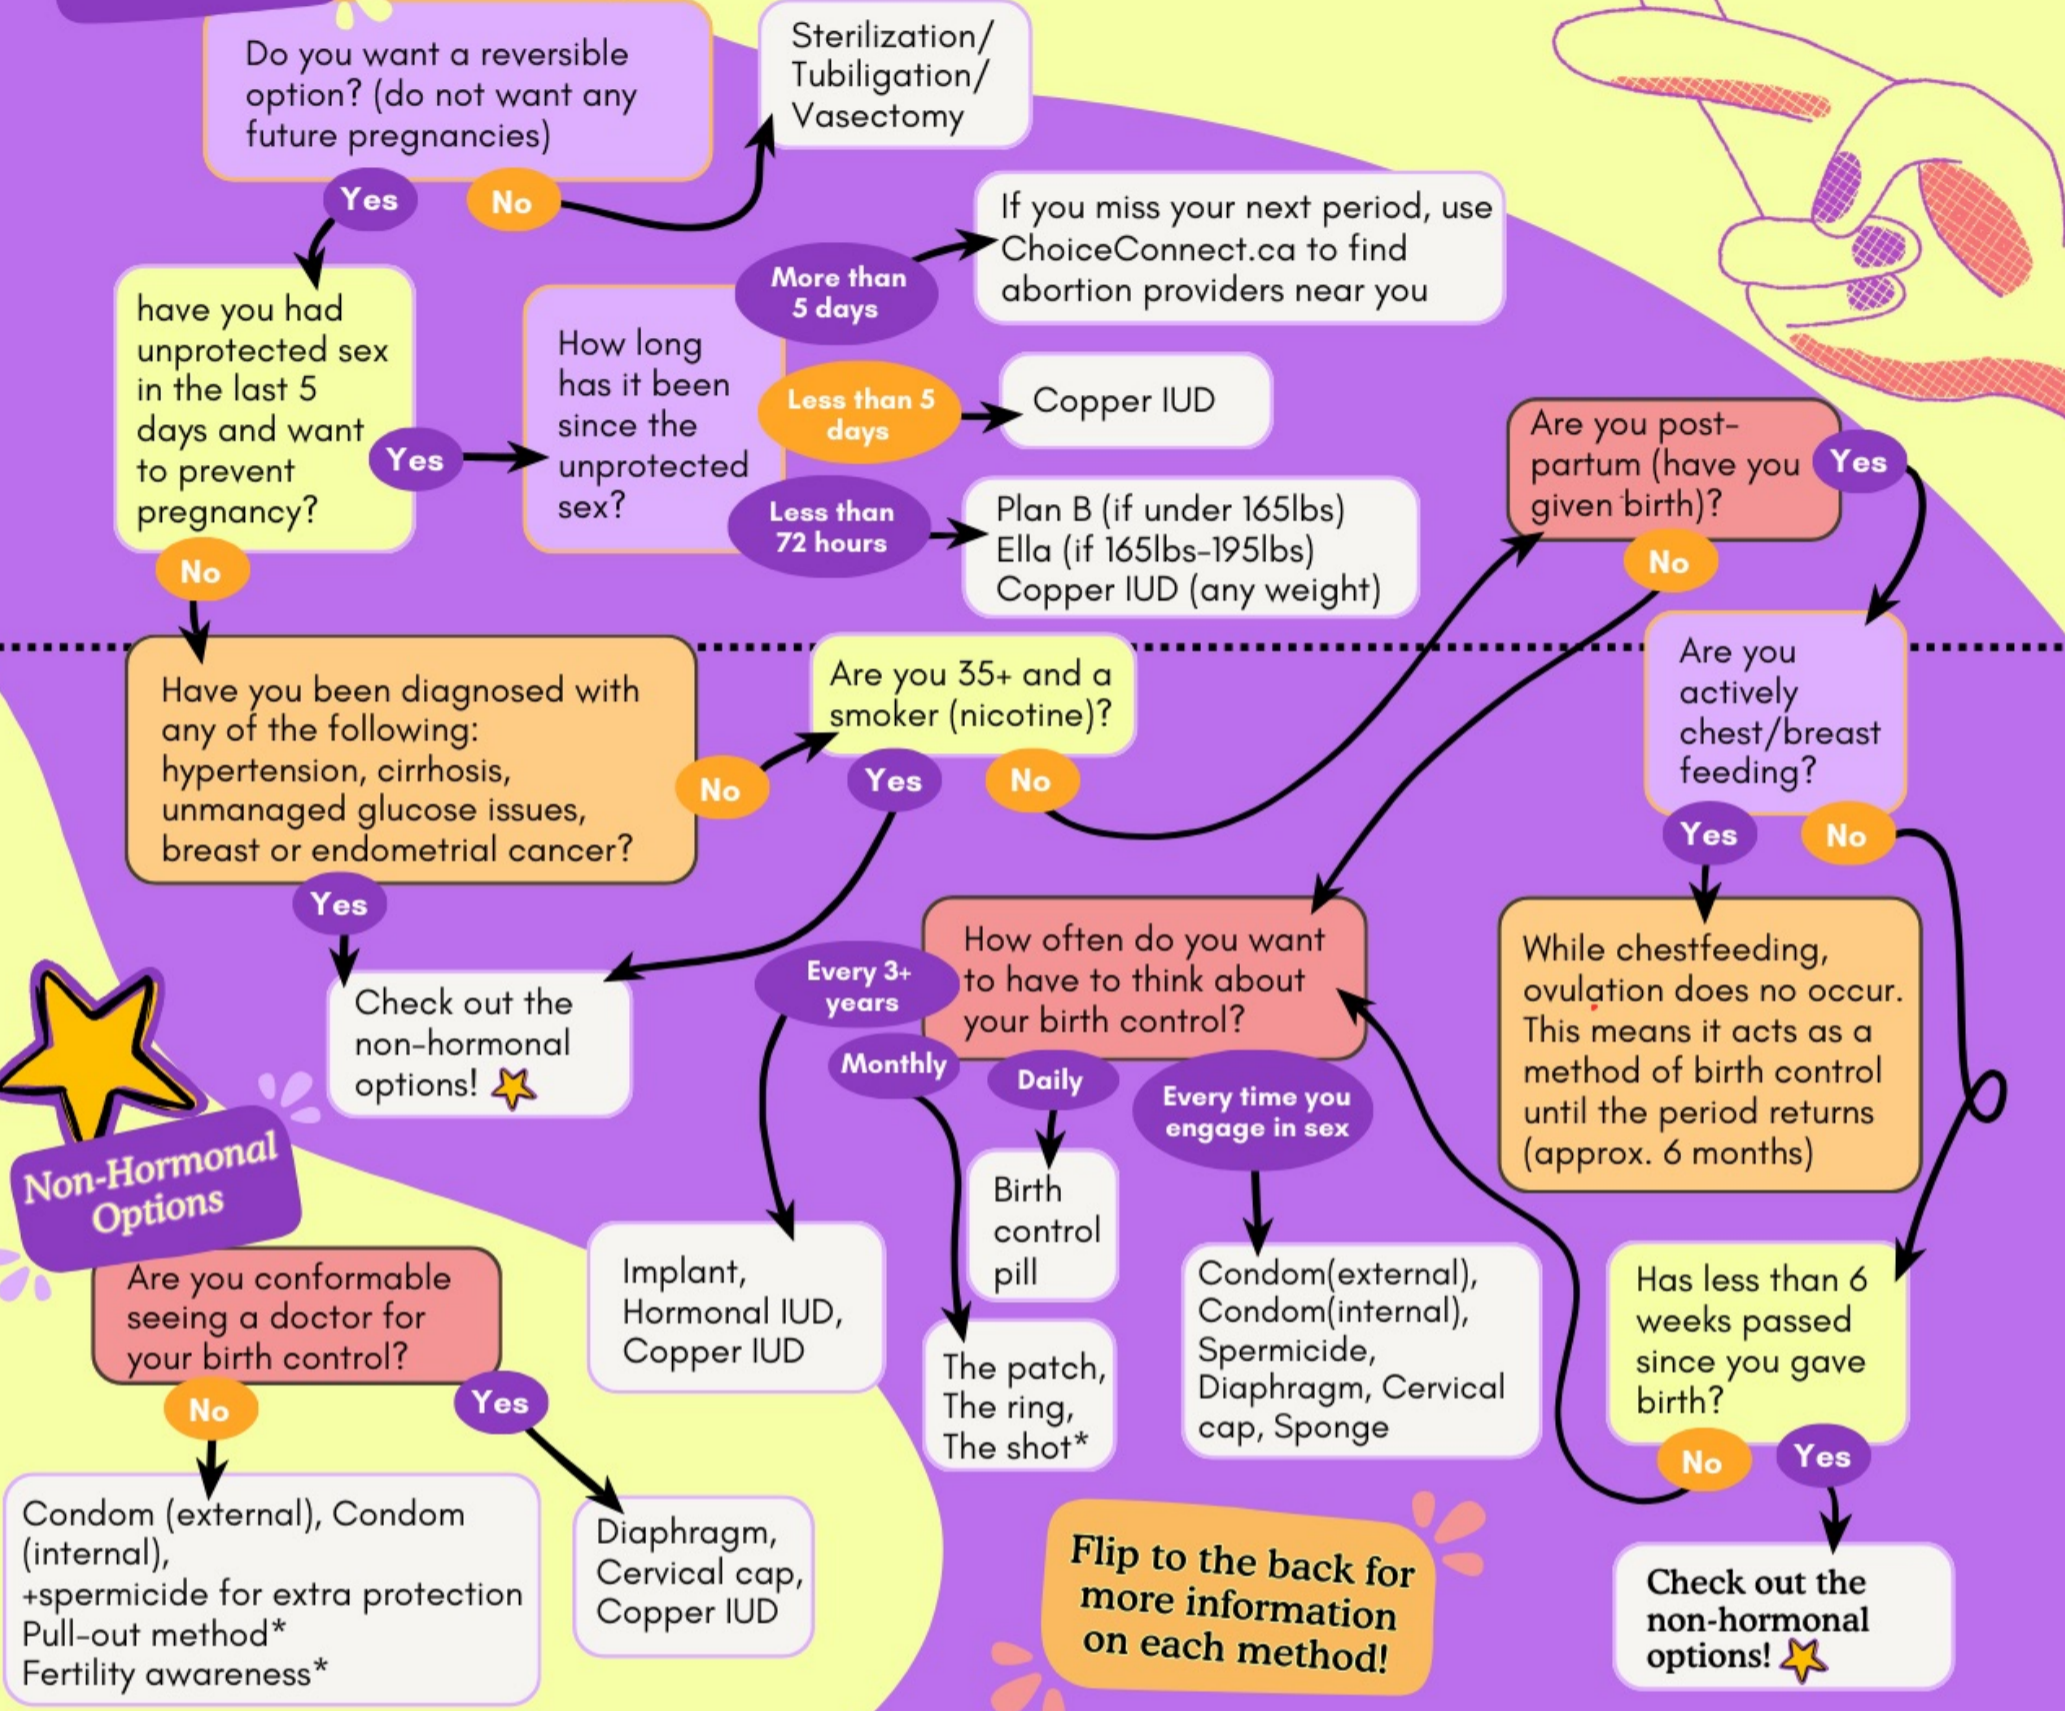 Do you want a reversible
option? (do not want any
future pregnancies)
Yes
No
Sterilization/
Tubiligation/
Vasectomy
have you had
unprotected sex
in the last 5
days and want
to prevent
pregnancy?
Yes
No
How long
has it been
since the
unprotected
sex?
More than
5 days
If you miss your next period, use
ChoiceConnect.ca to find
abortion providers near you
Less than 5
days
Copper IUD
Less than
72 hours
Plan B (if under 165lbs)
Ella (if 165lbs-195lbs)
Copper IUD (any weight)
Have you been diagnosed with
any of the following:
hypertension, cirrhosis,
unmanaged glucose issues,
breast or endometrial cancer?
No
Yes
Are you 35+ and a
smoker (nicotine)?
Yes
No
Check out the
non-hormonal
options!
Are you post-
partum (have you
given birth)?
Yes
No
Are you
actively
chest/breast
feeding?
Yes
No
While chestfeeding,
ovulation does no occur.
This means it acts as a
method of birth control
until the period returns
(approx. 6 months)
Has less than 6
weeks passed
since you gave
birth?
No
Yes
Check out the
non-hormonal
options!
How often do you want
to have to think about
your birth control?
Every 3+
years
Monthly
Daily
Every time you
engage in sex
Implant,
Hormonal IUD,
Copper IUD
The patch,
The ring,
The shot*
Birth
control
pill
Condom(external),
Condom(internal),
Spermicide,
Diaphragm, Cervical
cap, Sponge
Non-Hormonal
Options
Are you conformable
seeing a doctor for
your birth control?
No
Yes
Condom (external), Condom
(internal),
+spermicide for extra protection
Pull-out method*
Fertility awareness*
Diaphragm,
Cervical cap,
Copper IUD
Flip to the back for
more information
on each method!